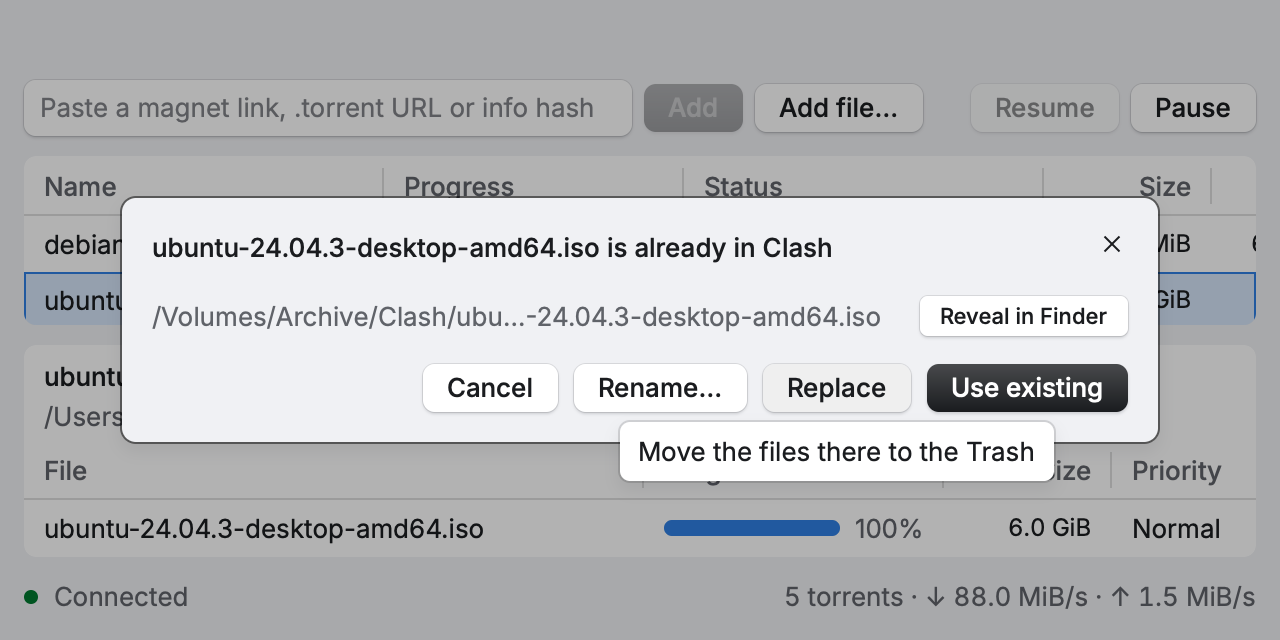 Paste a magnet link, .torrent URL or info hash
Add
Add file...
Resume
Pause
Name
Progress
Status
Size
MiB
ubuntu-24.04.3-desktop-amd64.iso is already in Clash
GiB
/Volumes/Archive/Clash/ubu...-24.04.3-desktop-amd64.iso
Reveal in Finder
Cancel
Rename...
Replace
Use existing
/Users
Move the files there to the Trash
File
Priority
ubuntu-24.04.3-desktop-amd64.iso
100%
6.0 GiB
Normal
Connected
5 torrents · ↓ 88.0 MiB/s · ↑ 1.5 MiB/s